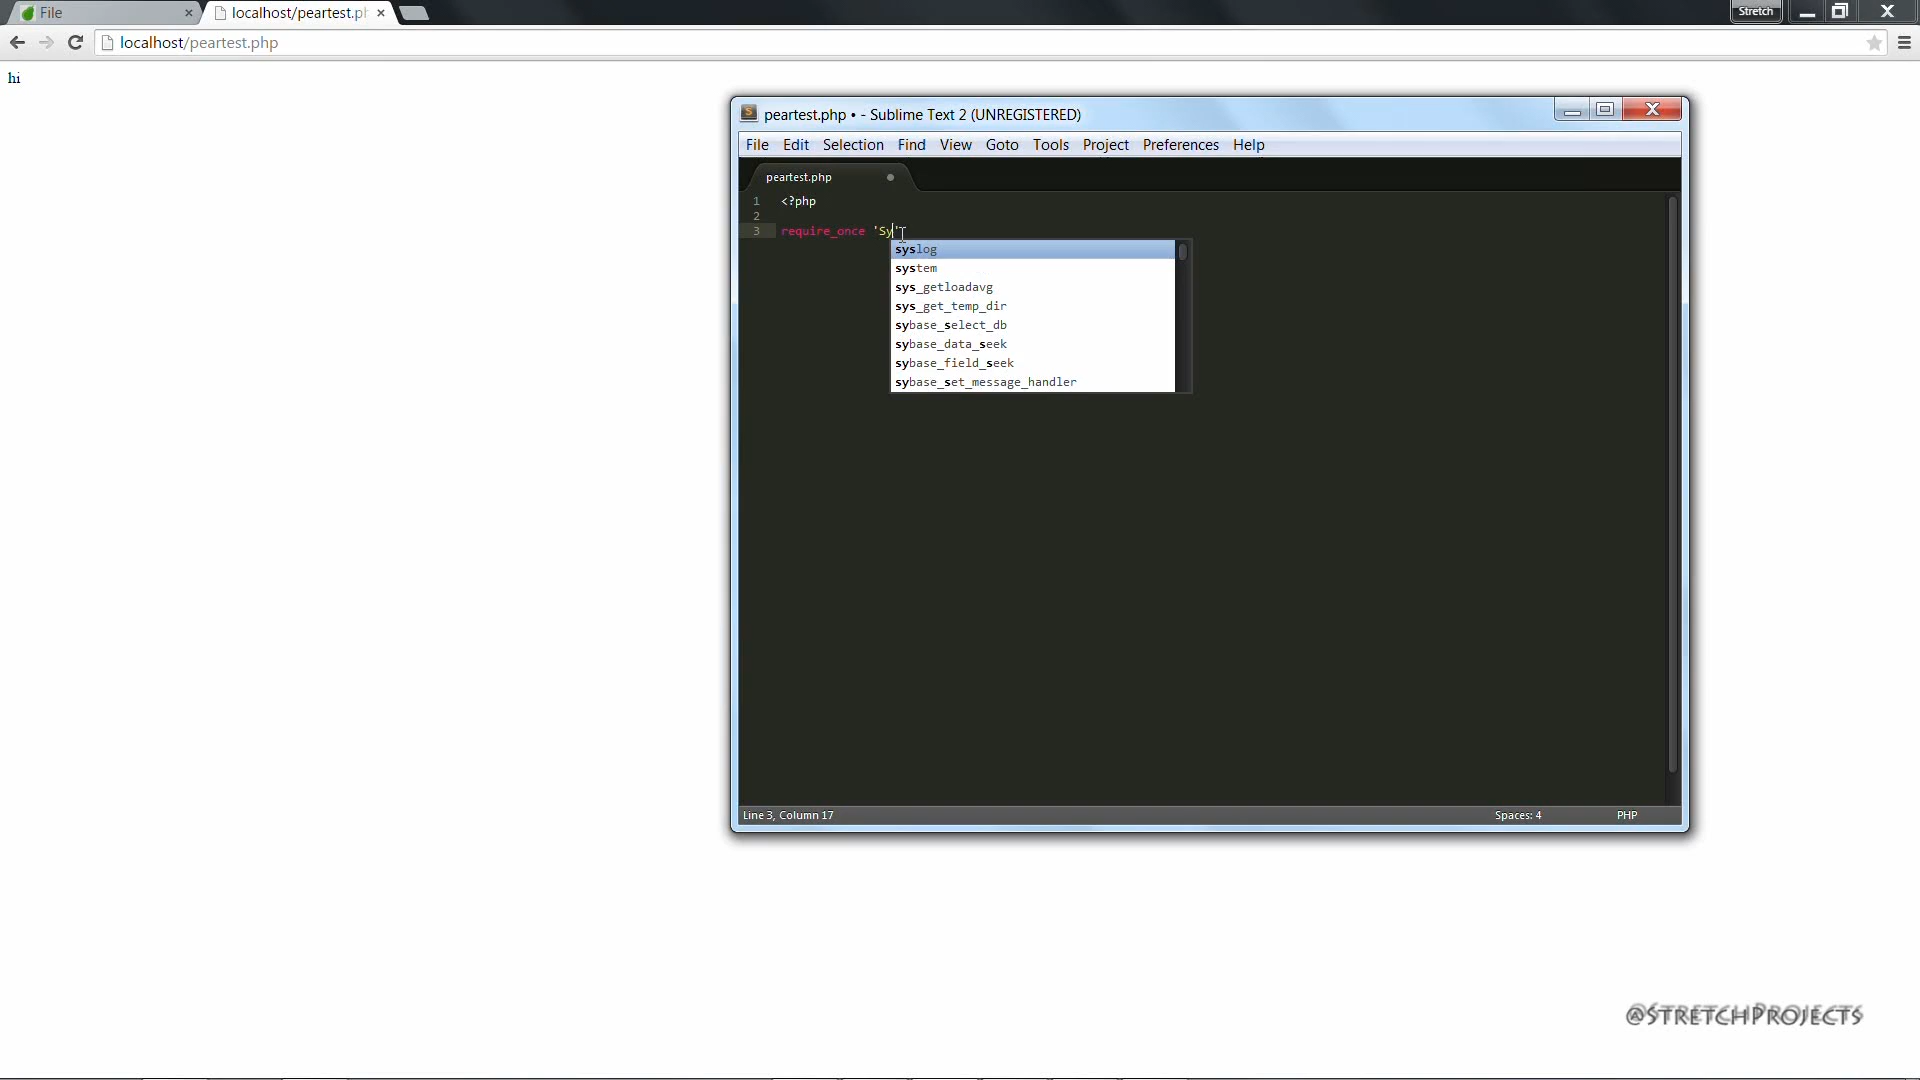 File
localhost/peartest.ph
Stretch
localhost/peartest.php
hi
peartest.php • - Sublime Text 2 (UNREGISTERED)
File Edit Selection Find View Goto Tools Project Preferences Help
peartest.php
1 <?php
2
3 require_once 'Sy'
syslog
system
sys_getloadavg
sys_get_temp_dir
sybase_select_db
sybase_data_seek
sybase_field_seek
sybase_set_message_handler
Line 3, Column 17 Spaces: 4 PHP
@StretchProjects